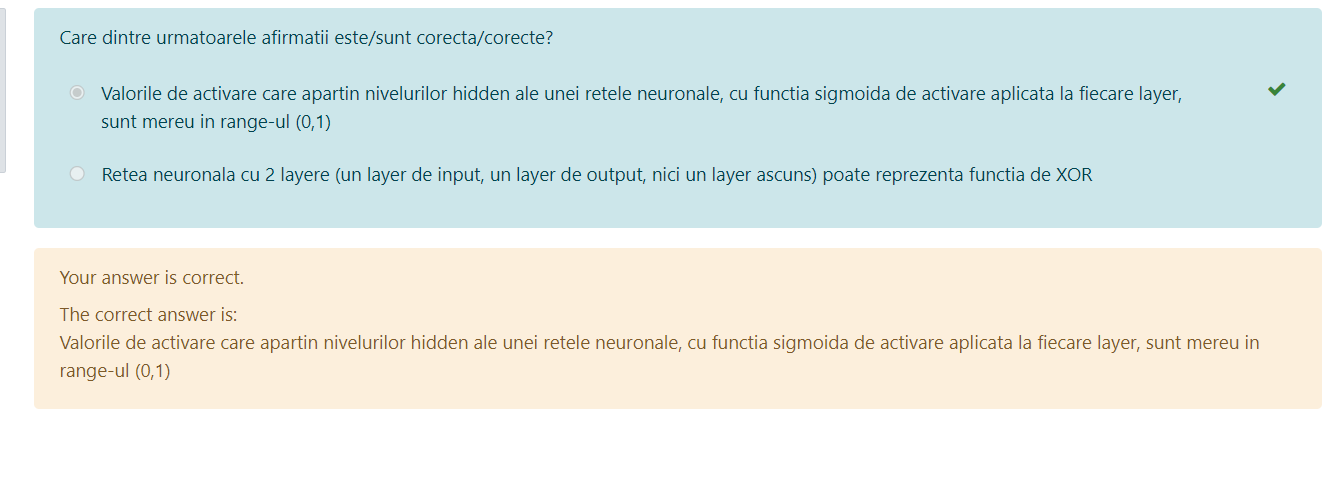 Care dintre urmatoarele afirmatii este/sunt corecta/corecte?
Valorile de activare care apartin nivelurilor hidden ale unei retele neuronale, cu functia sigmoida de activare aplicata la fiecare layer,
sunt mereu in range-ul (0,1)
Retea neuronala cu 2 layere (un layer de input, un layer de output, nici un layer ascuns) poate reprezenta functia de XOR
Your answer is correct.
The correct answer is:
Valorile de activare care apartin nivelurilor hidden ale unei retele neuronale, cu functia sigmoida de activare aplicata la fiecare layer, sunt mereu in
range-ul (0,1)